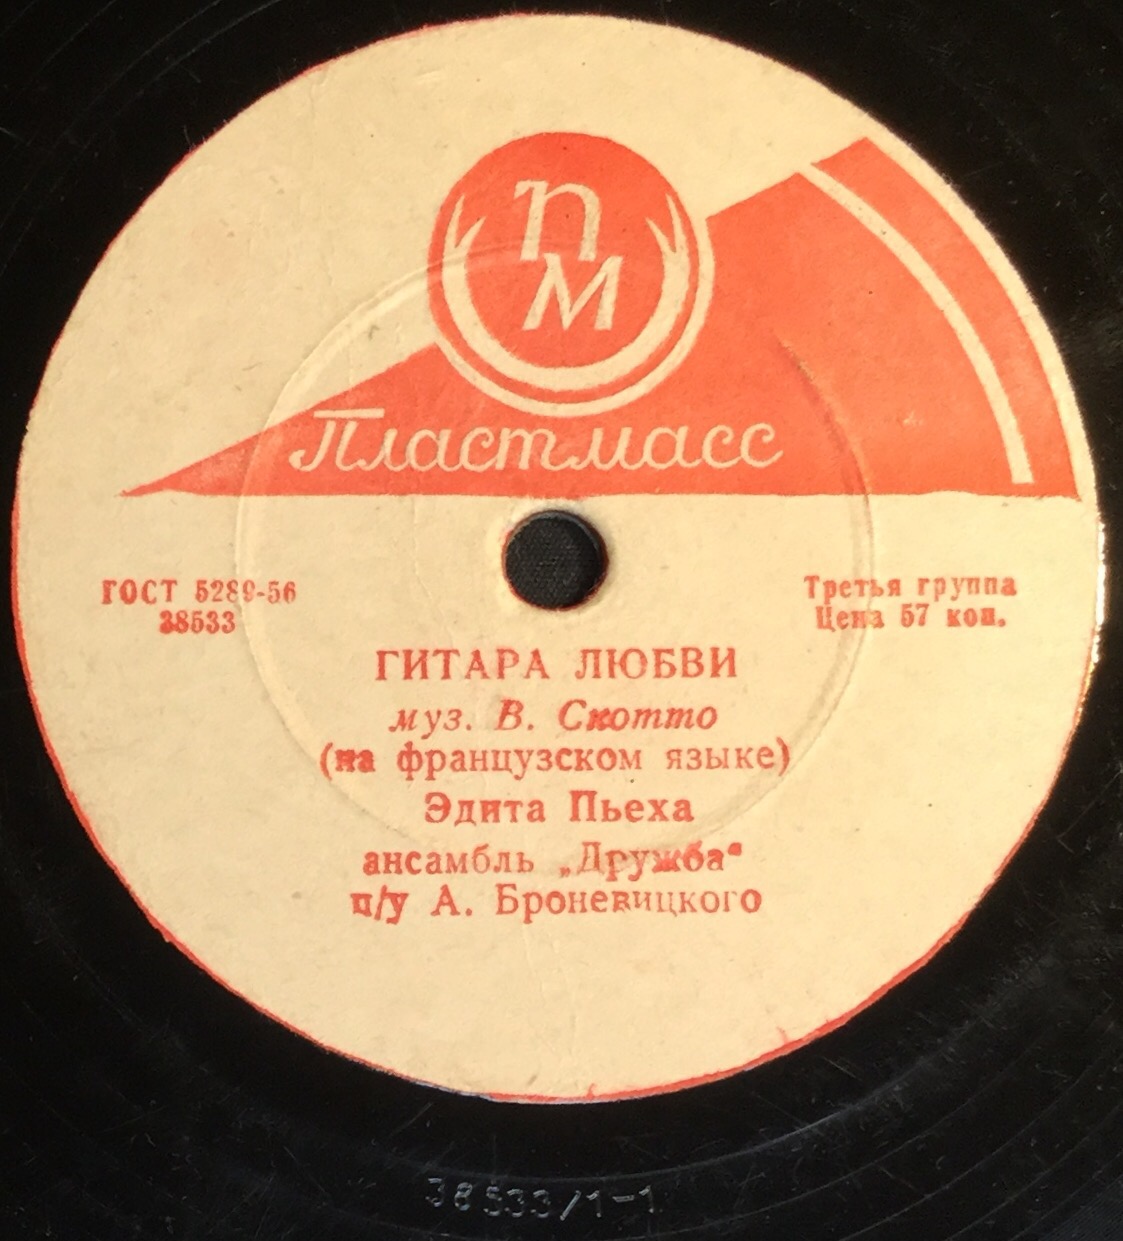 ПМ
Пластмасс
ГОСТ 5289-56
38533
Третья группа
Цена 57 коп.
ГИТАРА ЛЮБВИ
муз. В. Скотто
(на французском языке)
Эдита Пьеха
ансамбль „Дружба“
п/у А. Броневицкого
38533/1-1